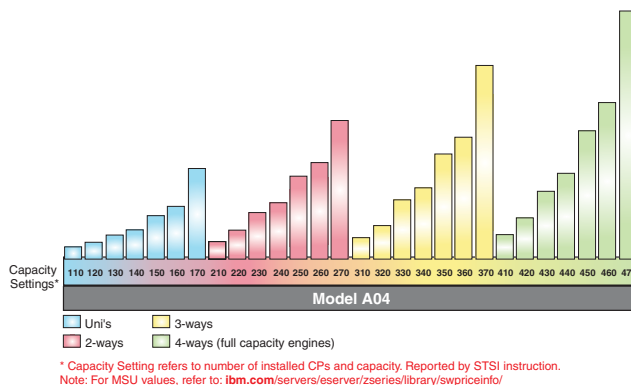 Capacity
Settings*
110 120 130 140 150 160 170 210 220 230 240 250 260 270 310 320 330 340 350 360 370 410 420 430 440 450 460 47
Model A04
Uni's
3-ways
2-ways
4-ways (full capacity engines)
* Capacity Setting refers to number of installed CPs and capacity. Reported by STSI instruction.
Note: For MSU values, refer to: ibm.com/servers/eserver/zseries/library/swpriceinfo/